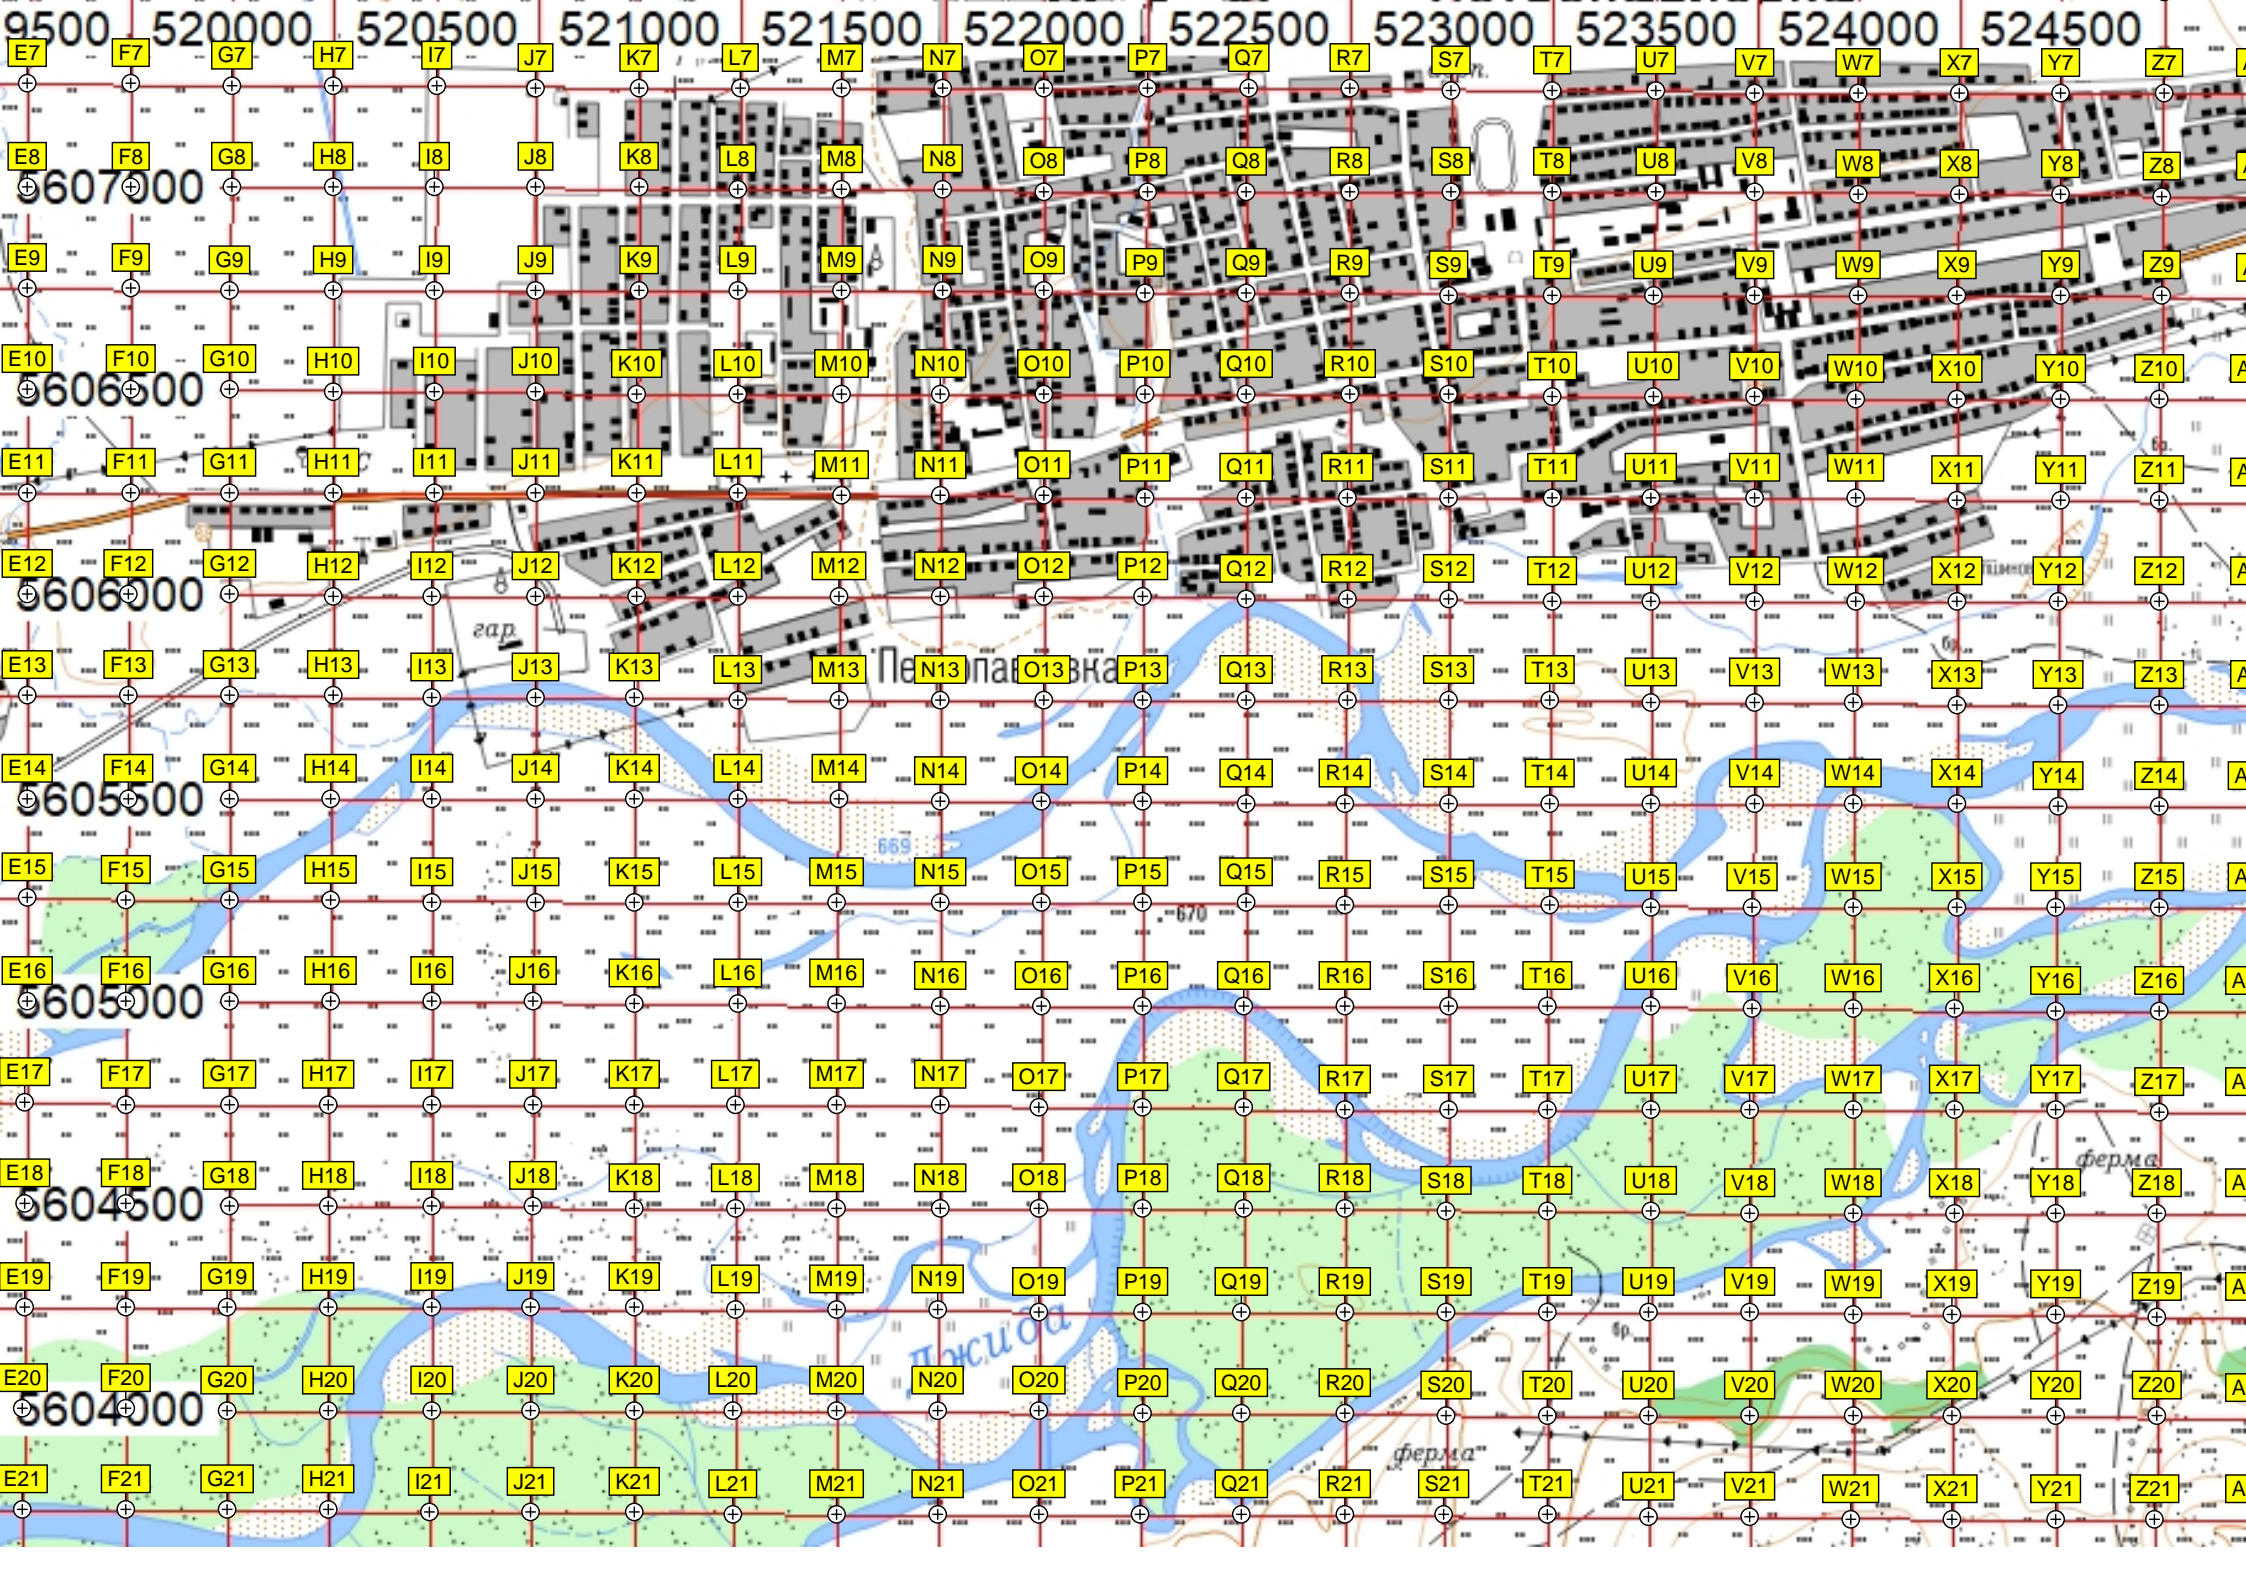 9500 520000 520500 521000 521500 522000 522500 523000 523500 524000 524500
E7 F7 G7 H7 I7 J7 K7 L7 M7 N7 O7 P7 Q7 R7 S7 T7 U7 V7 W7 X7 Y7 Z7
E8 F8 G8 H8 I8 J8 K8 L8 M8 N8 O8 P8 Q8 R8 S8 T8 U8 V8 W8 X8 Y8 Z8
5607000
E9 F9 G9 H9 I9 J9 K9 L9 M9 N9 O9 P9 Q9 R9 S9 T9 U9 V9 W9 X9 Y9 Z9
E10 F10 G10 H10 I10 J10 K10 L10 M10 N10 O10 P10 Q10 R10 S10 T10 U10 V10 W10 X10 Y10 Z10
5606500
бр.
E11 F11 G11 H11 I11 J11 K11 L11 M11 N11 O11 P11 Q11 R11 S11 T11 U11 V11 W11 X11 Y11 Z11
E12 F12 G12 H12 I12 J12 K12 L12 M12 N12 O12 P12 Q12 R12 S12 T12 U12 V12 W12 X12 Y12 Z12
5606000
гар.
бр.
E13 F13 G13 H13 I13 J13 K13 L13 M13 N13 O13 P13 Q13 R13 S13 T13 U13 V13 W13 X13 Y13 Z13
E14 F14 G14 H14 I14 J14 K14 L14 M14 N14 O14 P14 Q14 R14 S14 T14 U14 V14 W14 X14 Y14 Z14
5605500
669
E15 F15 G15 H15 I15 J15 K15 L15 M15 N15 O15 P15 Q15 R15 S15 T15 U15 V15 W15 X15 Y15 Z15
670
E16 F16 G16 H16 I16 J16 K16 L16 M16 N16 O16 P16 Q16 R16 S16 T16 U16 V16 W16 X16 Y16 Z16
5605000
E17 F17 G17 H17 I17 J17 K17 L17 M17 N17 O17 P17 Q17 R17 S17 T17 U17 V17 W17 X17 Y17 Z17
ферма
E18 F18 G18 H18 I18 J18 K18 L18 M18 N18 O18 P18 Q18 R18 S18 T18 U18 V18 W18 X18 Y18 Z18
5604500
E19 F19 G19 H19 I19 J19 K19 L19 M19 N19 O19 P19 Q19 R19 S19 T19 U19 V19 W19 X19 Y19 Z19
Джида
бр.
E20 F20 G20 H20 I20 J20 K20 L20 M20 N20 O20 P20 Q20 R20 S20 T20 U20 V20 W20 X20 Y20 Z20
5604000
ферма
E21 F21 G21 H21 I21 J21 K21 L21 M21 N21 O21 P21 Q21 R21 S21 T21 U21 V21 W21 X21 Y21 Z21